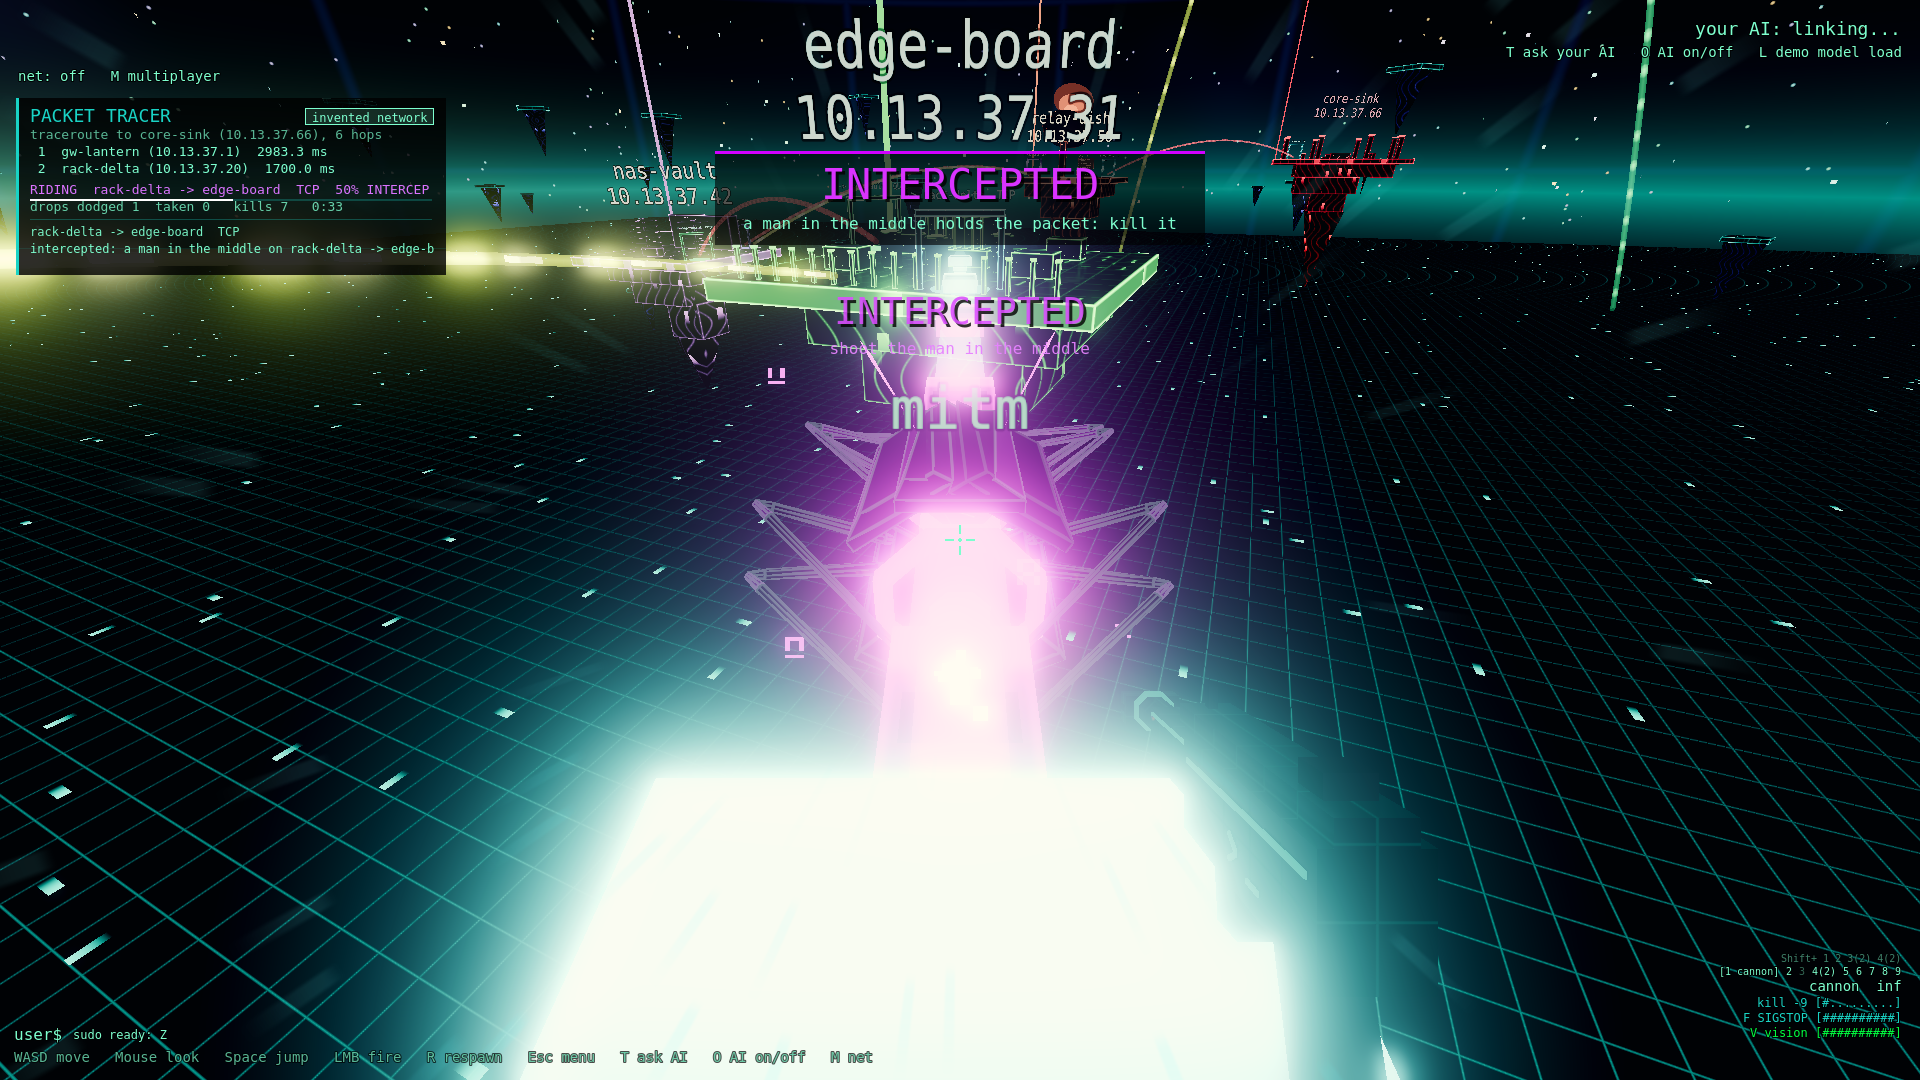 edge-board
10.13.37.31
your AI: linking...
T ask your AI   O AI on/off   L demo model load
net: off   M multiplayer
PACKET TRACER   invented network
traceroute to core-sink (10.13.37.66), 6 hops
1  gw-lantern (10.13.37.1)  2983.3 ms
2  rack-delta (10.13.37.20)  1700.0 ms
RIDING  rack-delta -> edge-board  TCP  50% INTERCEP
drops dodged 1  taken 0   kills 7   0:33
rack-delta -> edge-board  TCP
intercepted: a man in the middle on rack-delta -> edge-b
core-sink
10.13.37.66
relay-dish
nas-vault
10.13.37.42
INTERCEPTED
a man in the middle holds the packet: kill it
INTERCEPTED
shoot the man in the middle
mitm
Shift+ 1 2 3(2) 4(2)
[1 cannon] 2 3 4(2) 5 6 7 8 9
cannon  inf
kill -9 [#.........]
F SIGSTOP [##########]
V vision [##########]
user$ sudo ready: Z
WASD move   Mouse look   Space jump   LMB fire   R respawn   Esc menu   T ask AI   O AI on/off   M net